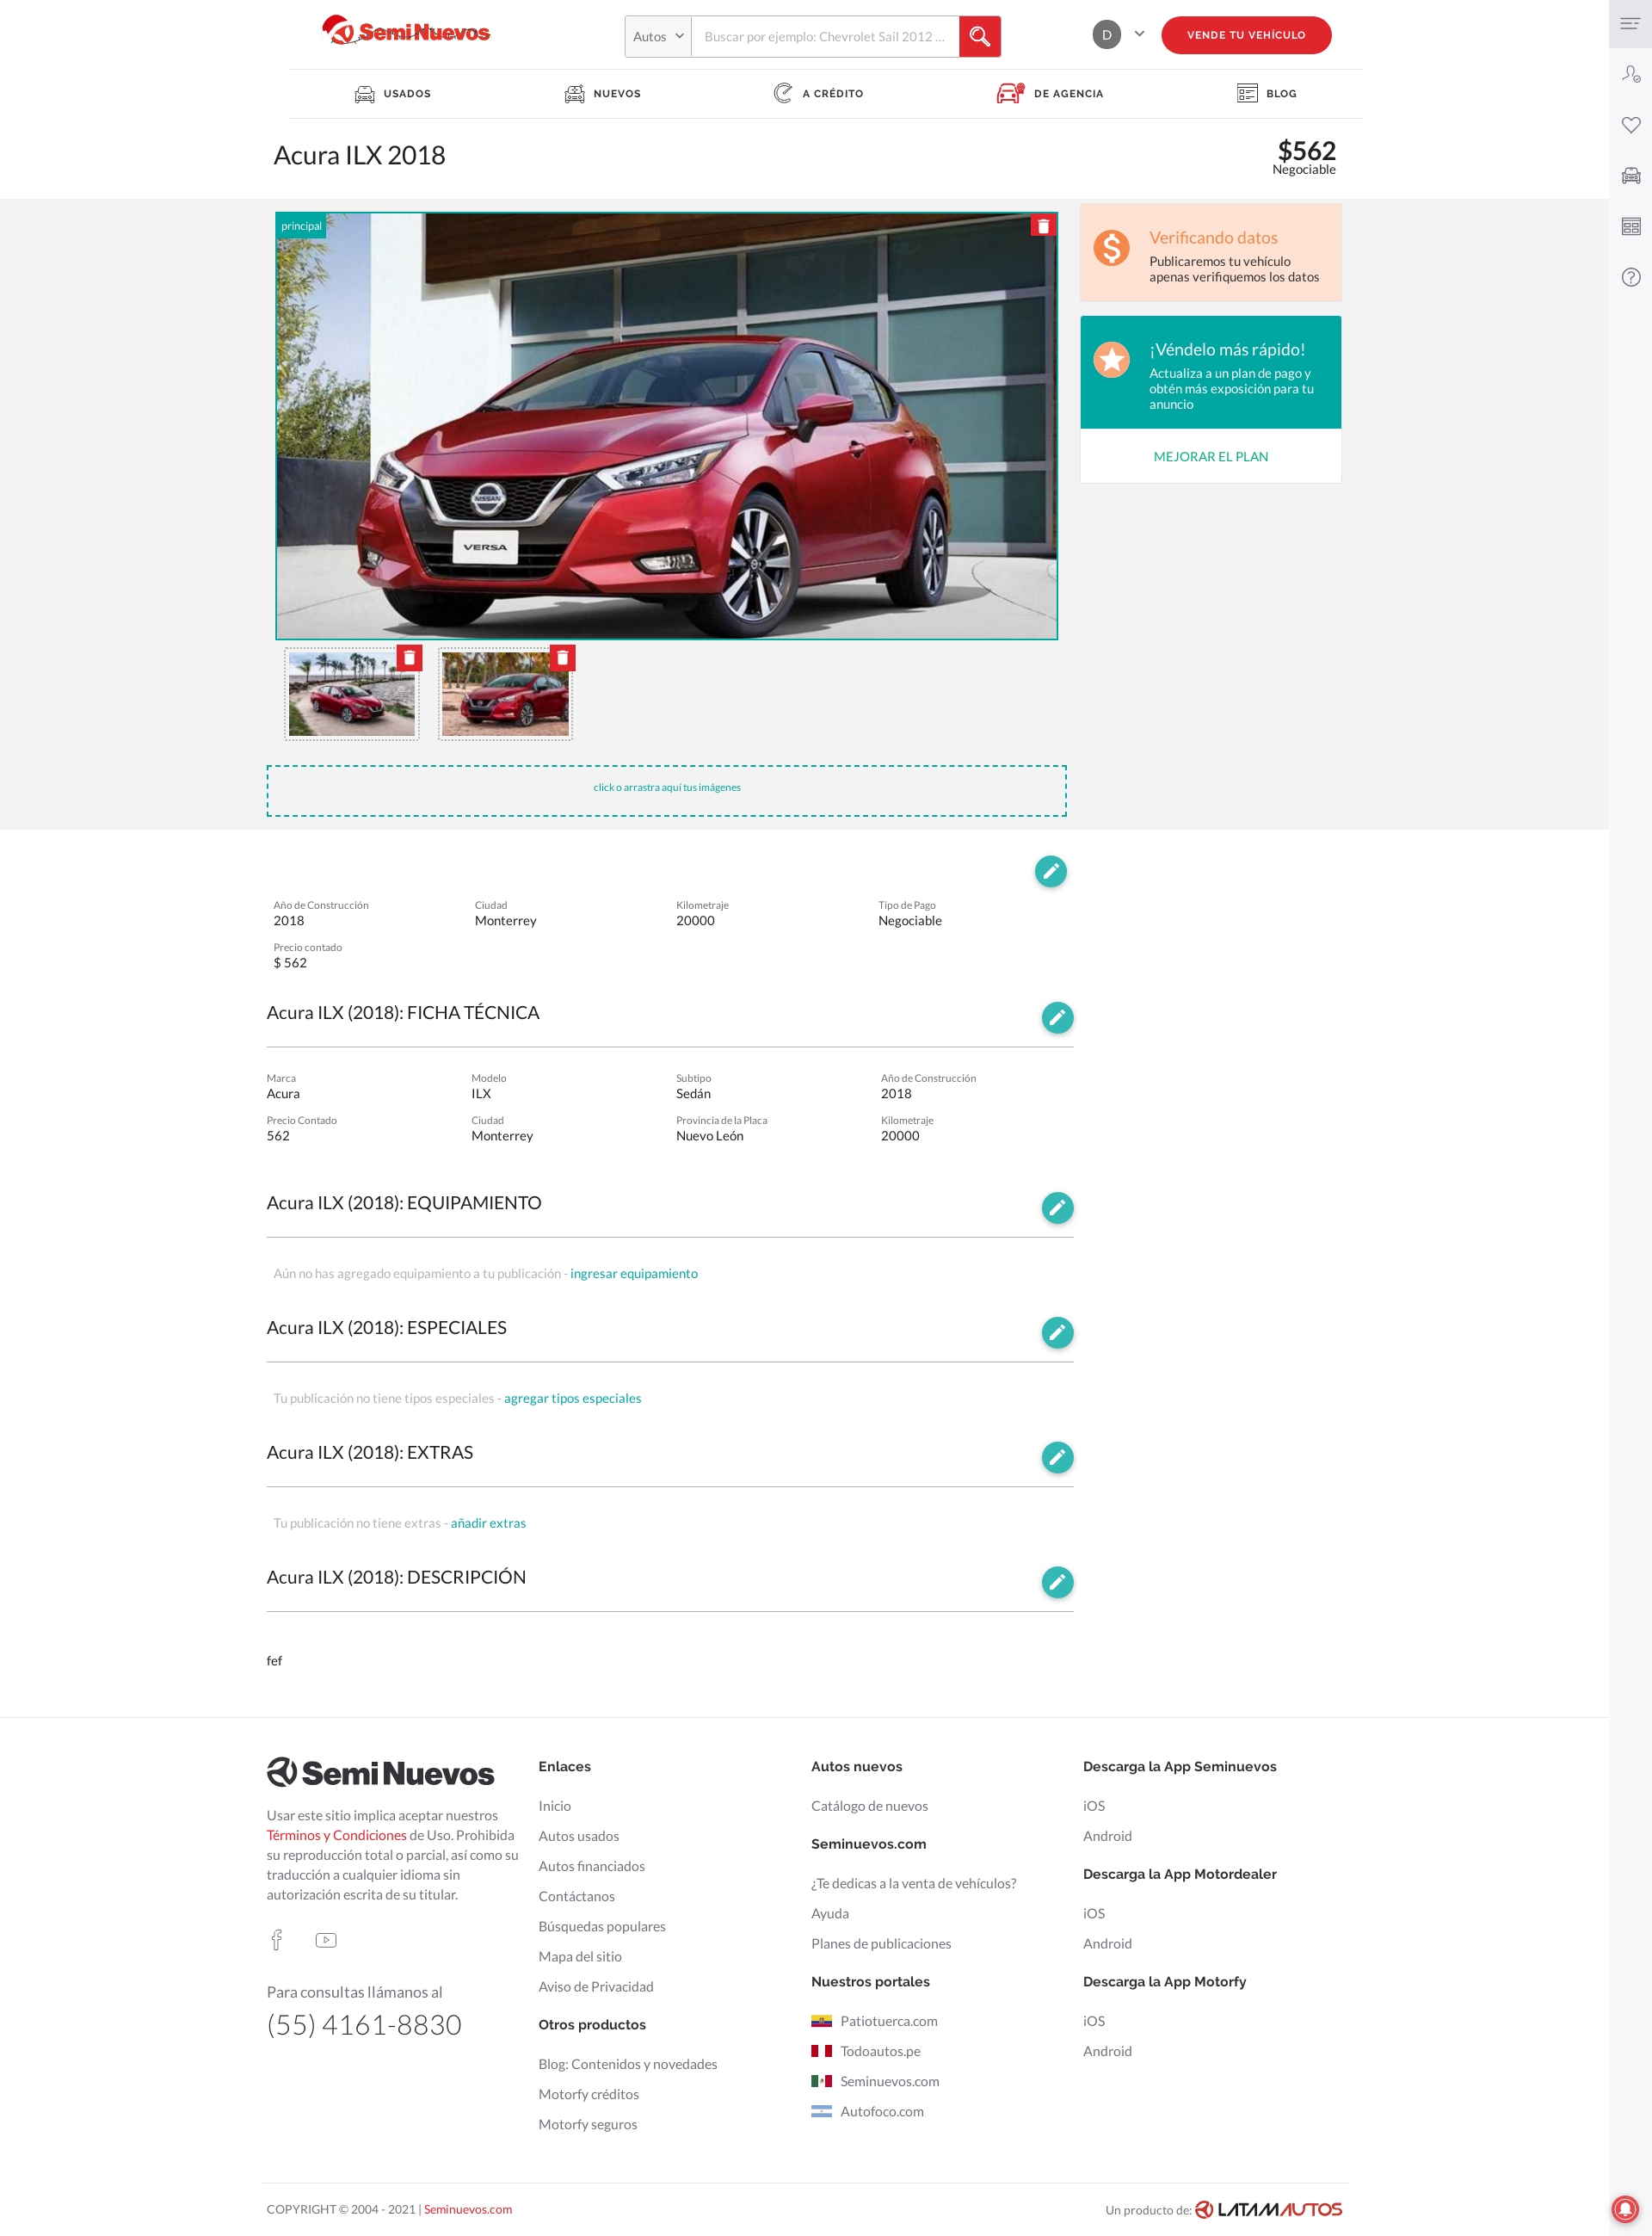 SemiNuevos
Autos
Buscar por ejemplo: Chevrolet Sail 2012 ...
D
VENDE TU VEHÍCULO
USADOS
NUEVOS
A CRÉDITO
DE AGENCIA
BLOG
Acura ILX 2018
$562
Negociable
principal
NISSAN
VERSA
Verificando datos
Publicaremos tu vehículo
apenas verifiquemos los datos
¡Véndelo más rápido!
Actualiza a un plan de pago y
obtén más exposición para tu
anuncio
MEJORAR EL PLAN
click o arrastra aquí tus imágenes
Año de Construcción
2018
Ciudad
Monterrey
Kilometraje
20000
Tipo de Pago
Negociable
Precio contado
$ 562
Acura ILX (2018): FICHA TÉCNICA
Marca
Acura
Modelo
ILX
Subtipo
Sedán
Año de Construcción
2018
Precio Contado
562
Ciudad
Monterrey
Provincia de la Placa
Nuevo León
Kilometraje
20000
Acura ILX (2018): EQUIPAMIENTO
Aún no has agregado equipamiento a tu publicación - ingresar equipamiento
Acura ILX (2018): ESPECIALES
Tu publicación no tiene tipos especiales - agregar tipos especiales
Acura ILX (2018): EXTRAS
Tu publicación no tiene extras - añadir extras
Acura ILX (2018): DESCRIPCIÓN
fef
SemiNuevos
Usar este sitio implica aceptar nuestros
Términos y Condiciones de Uso. Prohibida
su reproducción total o parcial, así como su
traducción a cualquier idioma sin
autorización escrita de su titular.
Para consultas llámanos al
(55) 4161-8830
Enlaces
Inicio
Autos usados
Autos financiados
Contáctanos
Búsquedas populares
Mapa del sitio
Aviso de Privacidad
Otros productos
Blog: Contenidos y novedades
Motorfy créditos
Motorfy seguros
Autos nuevos
Catálogo de nuevos
Seminuevos.com
¿Te dedicas a la venta de vehículos?
Ayuda
Planes de publicaciones
Nuestros portales
Patiotuerca.com
Todoautos.pe
Seminuevos.com
Autofoco.com
Descarga la App Seminuevos
iOS
Android
Descarga la App Motordealer
iOS
Android
Descarga la App Motorfy
iOS
Android
COPYRIGHT © 2004 - 2021 | Seminuevos.com
Un producto de: LATAMAUTOS